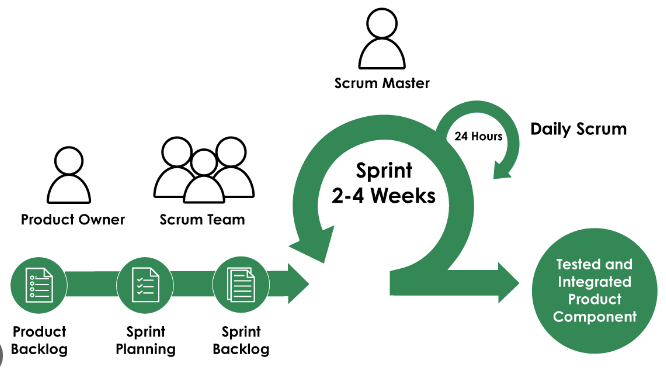 Scrum Master
24 Hours
Daily Scrum
Sprint
2-4 Weeks
Product Owner
Scrum Team
Product
Backlog
Sprint
Planning
Sprint
Backlog
Tested and
Integrated
Product
Component